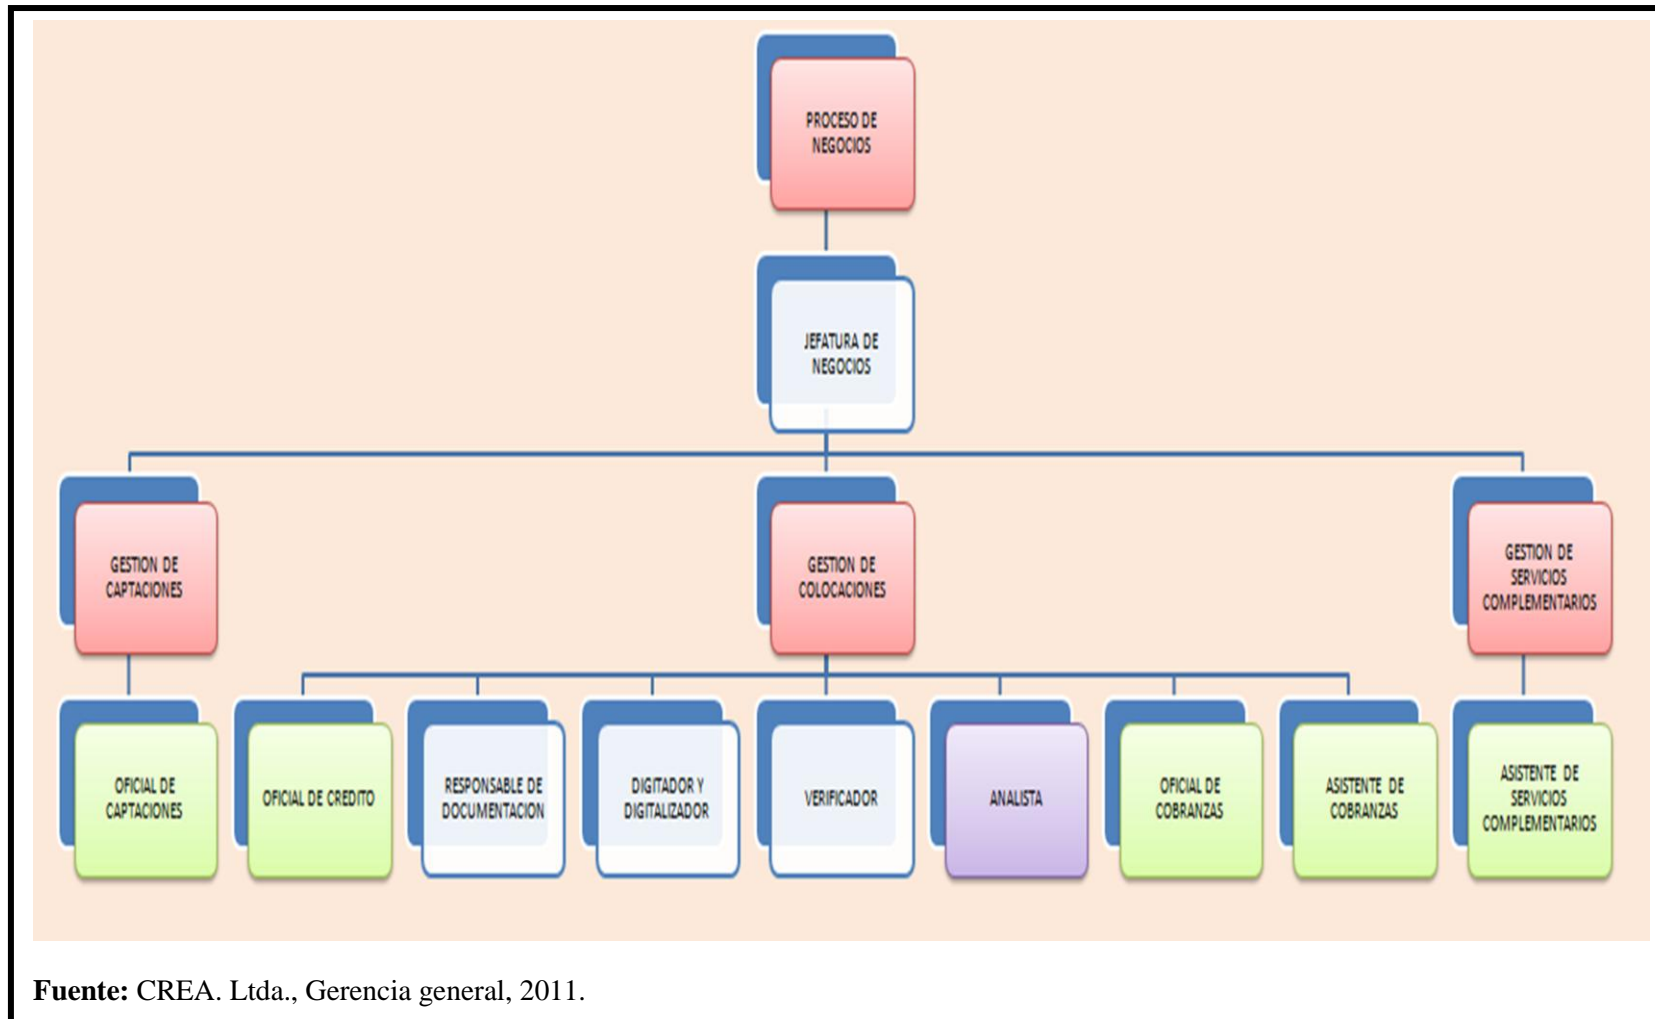 PROCESO DE
NEGOCIOS
JEFATURA DE
NEGOCIOS
GESTION DE
CAPTACIONES
GESTION DE
COLOCACIONES
GESTION DE
SERVICIOS
COMPLEMENTARIOS
OFICIAL DE
CAPTACIONES
OFICIAL DE CREDITO
RESPONSABLE DE
DOCUMENTACION
DIGITADOR Y
DIGITALIZADOR
VERIFICADOR
ANALISTA
OFICIAL DE
COBRANZAS
ASISTENTE DE
COBRANZAS
ASISTENTE DE
SERVICIOS
COMPLEMENTARIOS
Fuente: CREA. Ltda., Gerencia general, 2011.